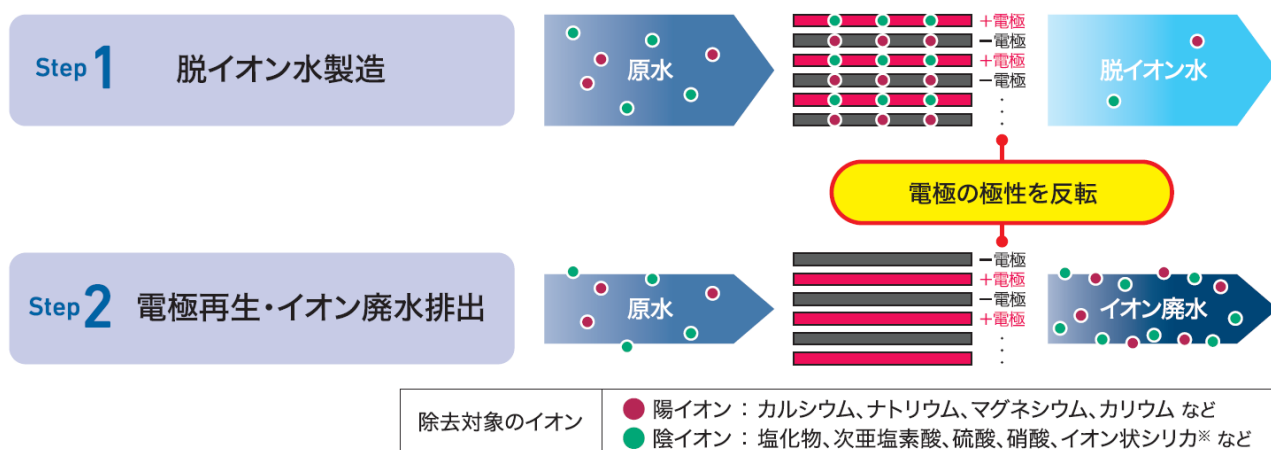 Step 1 脱イオン水製造
原水
+電極
−電極
+電極
−電極
⋮
脱イオン水
電極の極性を反転
Step 2 電極再生・イオン廃水排出
原水
−電極
+電極
−電極
+電極
⋮
イオン廃水
除去対象のイオン
陽イオン : カルシウム、ナトリウム、マグネシウム、カリウム など
陰イオン : 塩化物、次亜塩素酸、硫酸、硝酸、イオン状シリカ※ など